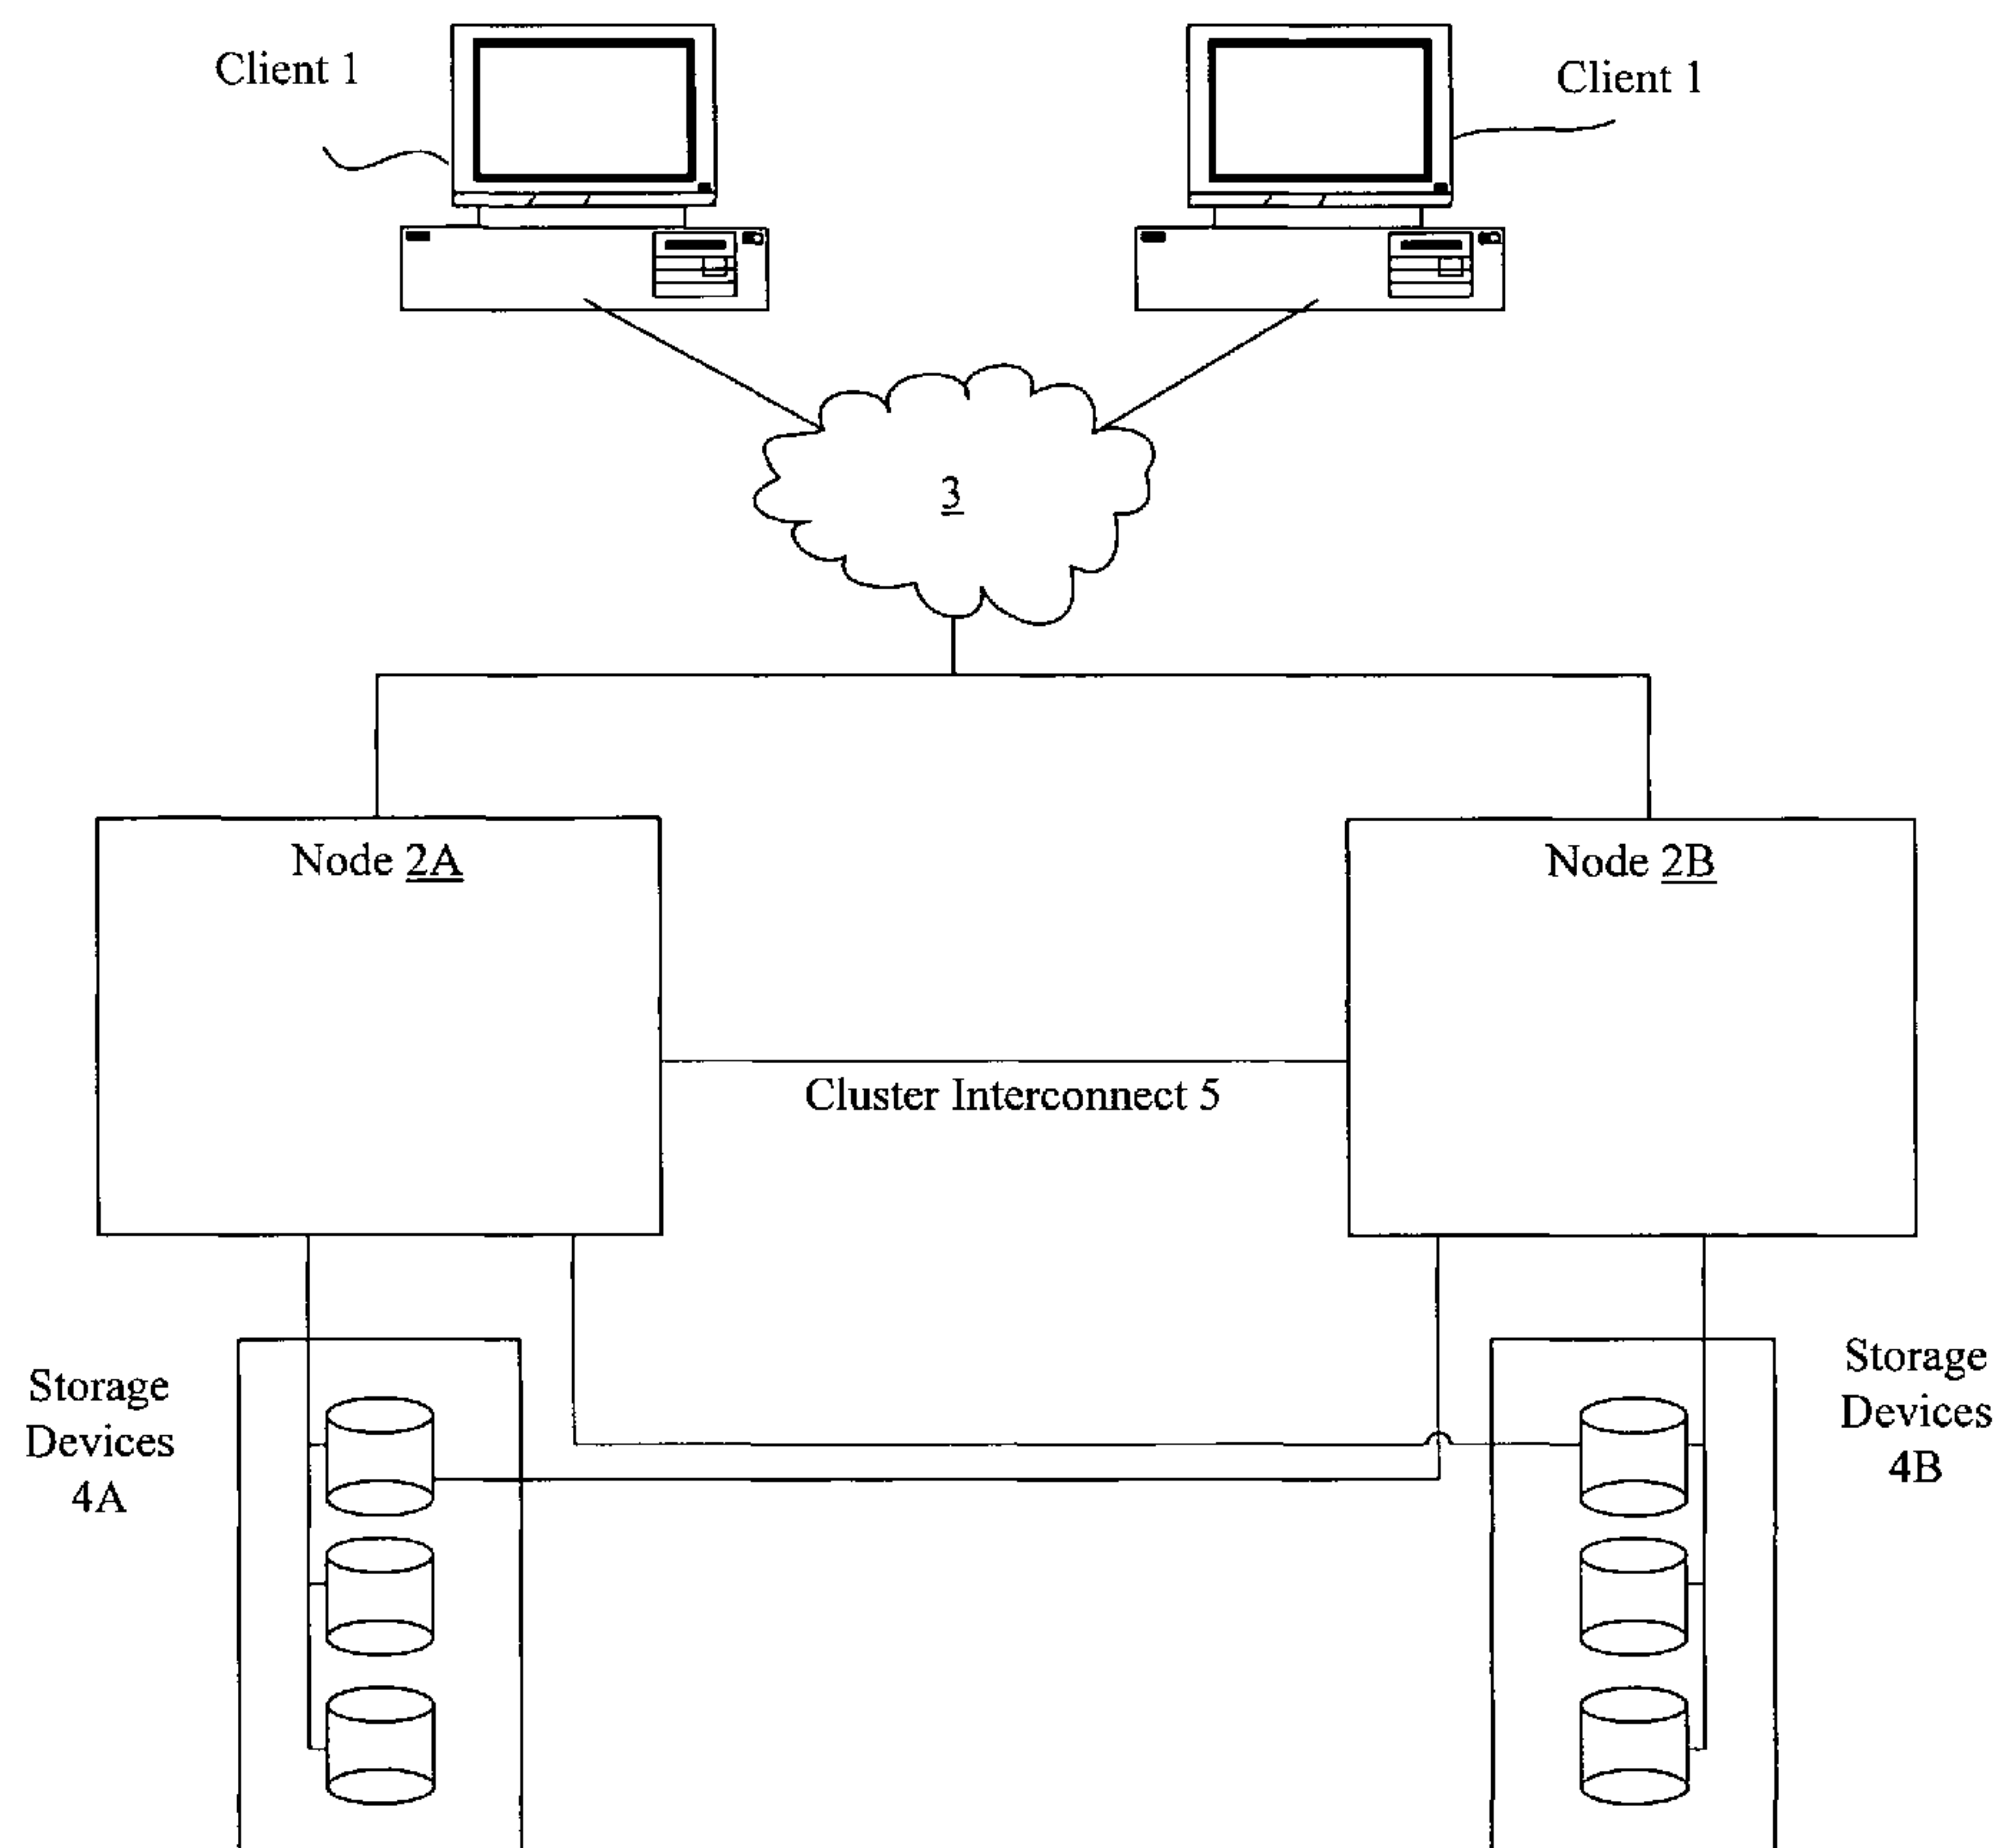 Client 1
Client 1
3
Node 2A
Node 2B
Cluster Interconnect 5
Storage
Devices
4A
Storage
Devices
4B